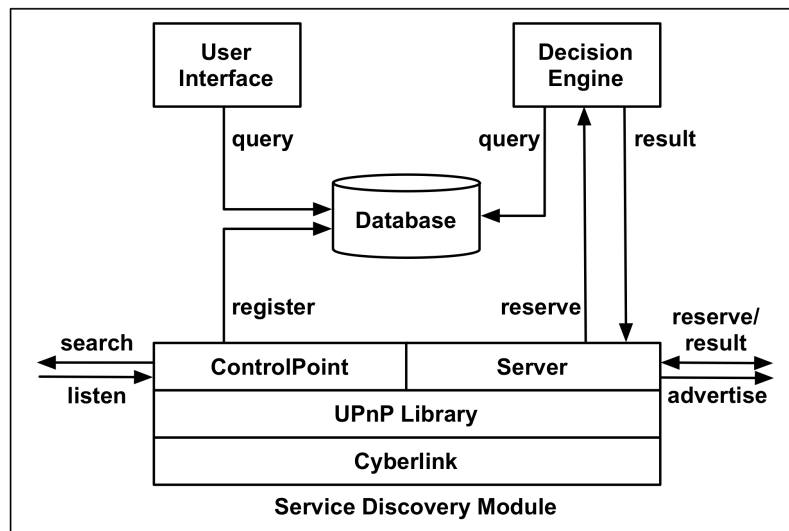 User
Interface
Decision
Engine
query
query
result
Database
register
reserve
search
reserve/
result
ControlPoint
Server
listen
advertise
UPnP Library
Cyberlink
Service Discovery Module